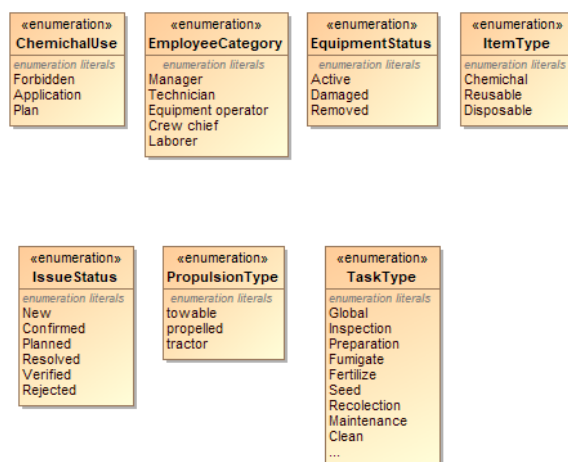 «enumeration»
ChemichalUse
enumeration literals
Forbidden
Application
Plan
«enumeration»
EmployeeCategory
enumeration literals
Manager
Technician
Equipment operator
Crew chief
Laborer
«enumeration»
EquipmentStatus
enumeration literals
Active
Damaged
Removed
«enumeration»
ItemType
enumeration literals
Chemichal
Reusable
Disposable
«enumeration»
IssueStatus
enumeration literals
New
Confirmed
Planned
Resolved
Verified
Rejected
«enumeration»
PropulsionType
enumeration literals
towable
propelled
tractor
«enumeration»
TaskType
enumeration literals
Global
Inspection
Preparation
Fumigate
Fertilize
Seed
Recolection
Maintenance
Clean
...